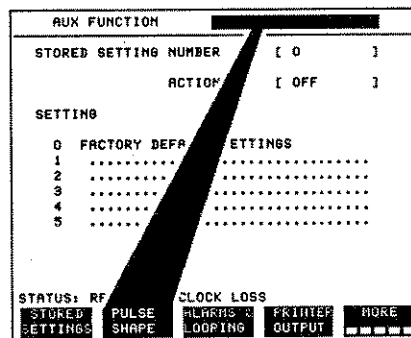 AUX FUNCTION
STORED SETTING NUMBER [ 0 ]
ACTION [ OFF ]
SETTING
0 FACTORY DEFA ETTINGS
1 ..............................
2 ..............................
3 ..............................
4 ..............................
5 ..............................
STATUS: RF CLOCK LOSS
STORED SETTINGS
PULSE SHAPE
ALARMS & LOOPING
PRINTER OUTPUT
MORE